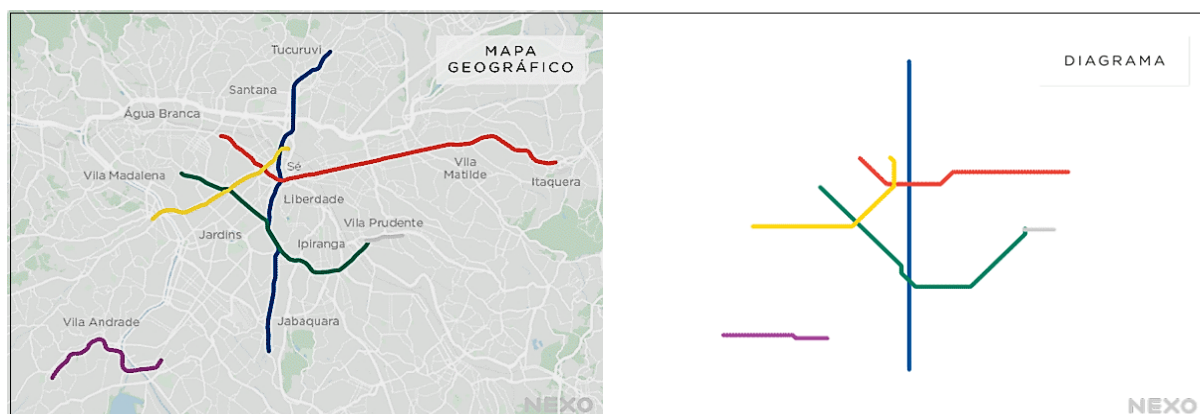 MAPA
GEOGRÁFICO
Tucuruvi
Santana
Água Branca
Sé
Vila Madalena
Vila
Matilde
Itaquera
Liberdade
Vila Prudente
Jardins
Ipiranga
Vila Andrade
Jabaquara
NEXO
DIAGRAMA
NEXO